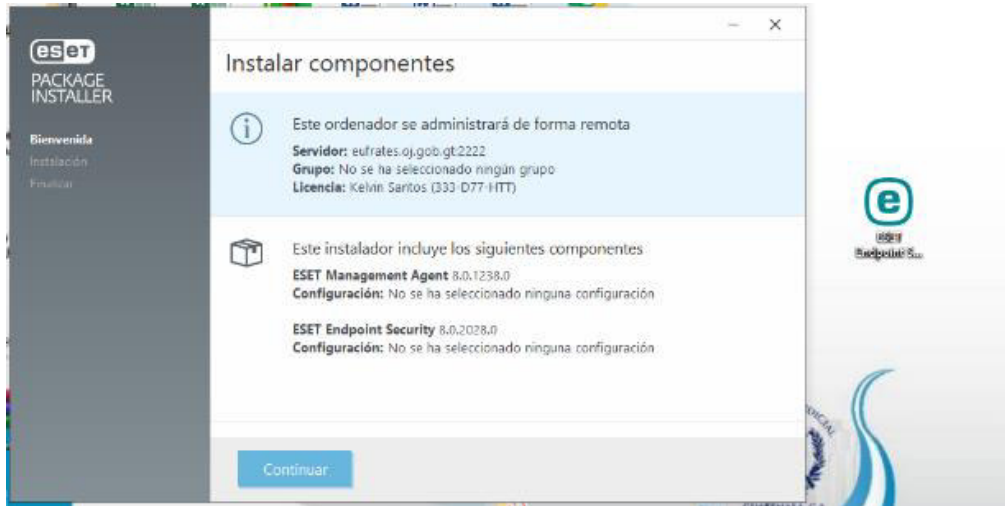 eset
PACKAGE
INSTALLER
Bienvenida
Instalación
Finalizar
Instalar componentes
Este ordenador se administrará de forma remota
Servidor: eufrates.oj.gob.gt:2222
Grupo: No se ha seleccionado ningún grupo
Licencia: Kelvin Santos (333-D77-HTT)
Este instalador incluye los siguientes componentes
ESET Management Agent 8.0.1238.0
Configuración: No se ha seleccionado ninguna configuración
ESET Endpoint Security 8.0.2028.0
Configuración: No se ha seleccionado ninguna configuración
Continuar
e
ESET
Endpoint S...